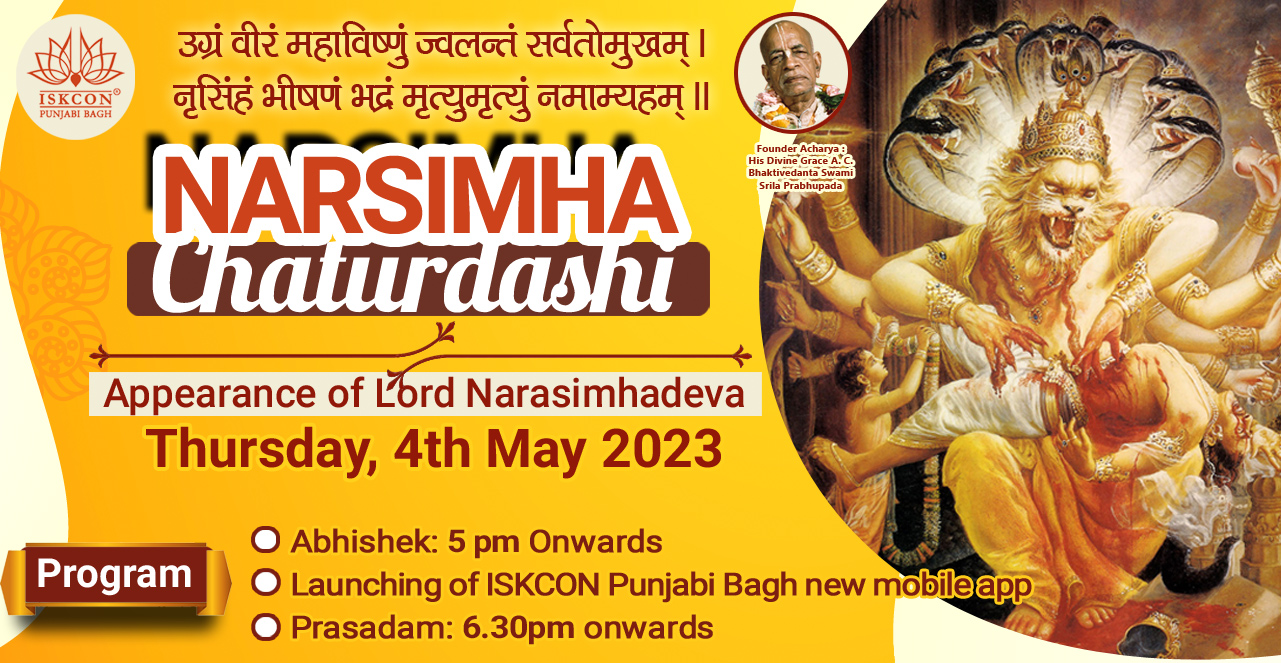 ISKCON®
PUNJABI BAGH
उग्रं वीरं महाविष्णुं ज्वलन्तं सर्वतोमुखम् ।
नृसिंहं भीषणं भद्रं मृत्युमृत्युं नमाम्यहम् ॥
Founder Acharya :
His Divine Grace A. C.
Bhaktivedanta Swami
Srila Prabhupada
NARSIMHA
Chaturdashi
Appearance of Lord Narasimhadeva
Thursday, 4th May 2023
Program
Abhishek: 5 pm Onwards
Launching of ISKCON Punjabi Bagh new mobile app
Prasadam: 6.30pm onwards